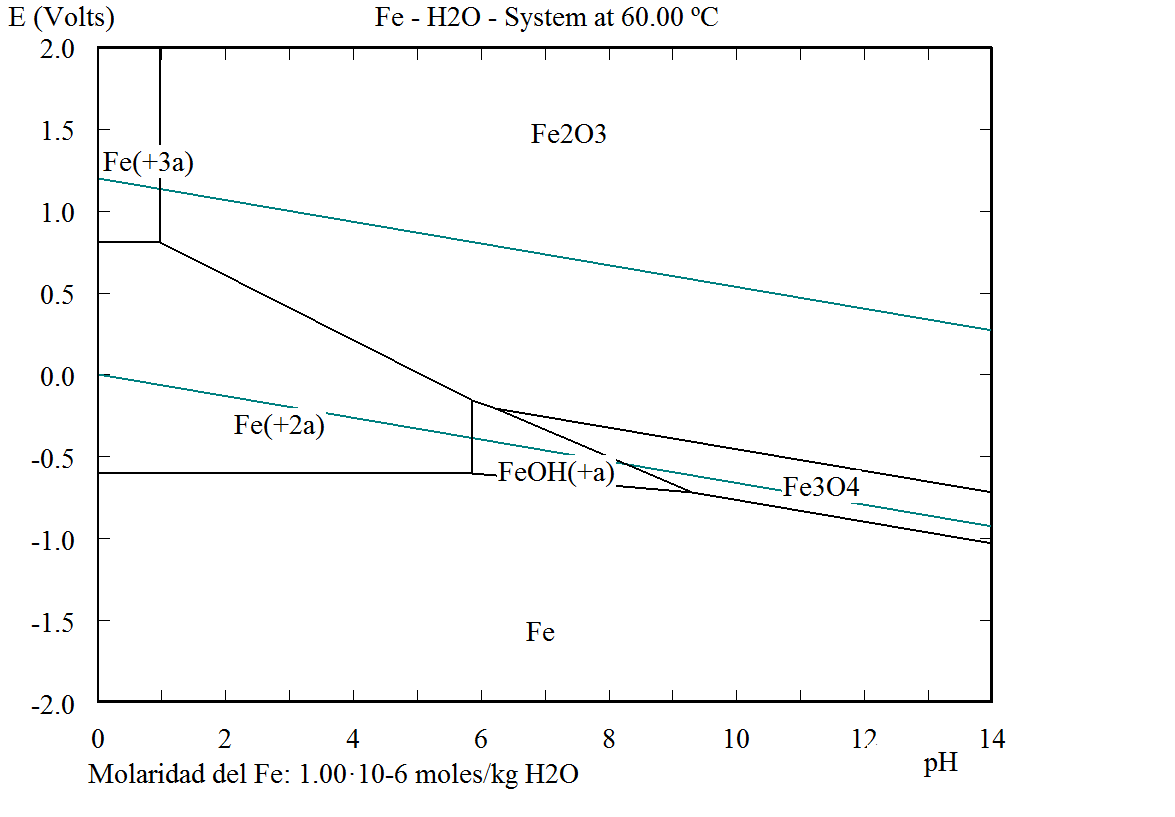 E (Volts)
Fe - H2O - System at 60.00 ºC
2.0
Fe2O3
1.5
Fe(+3a)
1.0
0.5
0.0
Fe(+2a)
-0.5
FeOH(+a)
Fe3O4
-1.0
-1.5
Fe
-2.0
0 2 4 6 8 10 12 14
pH
Molaridad del Fe: 1.00·10-6 moles/kg H2O